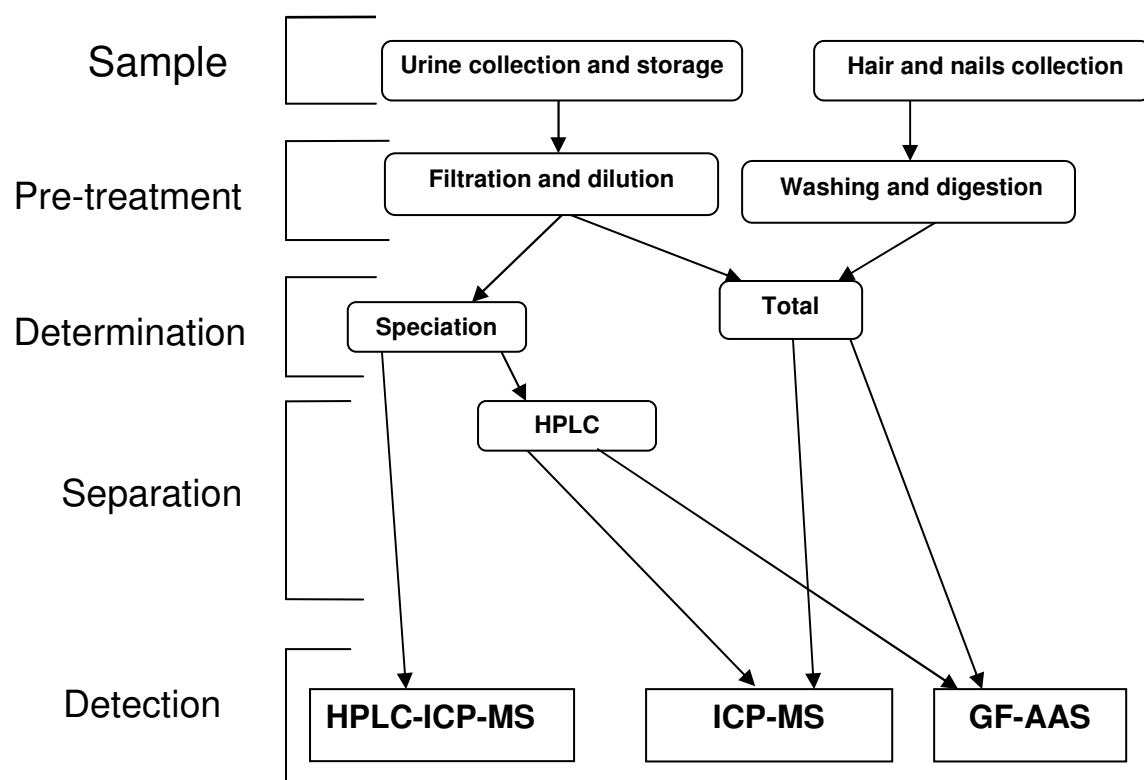 Sample
Urine collection and storage
Hair and nails collection
Pre-treatment
Filtration and dilution
Washing and digestion
Determination
Speciation
Total
Separation
HPLC
Detection
HPLC-ICP-MS
ICP-MS
GF-AAS